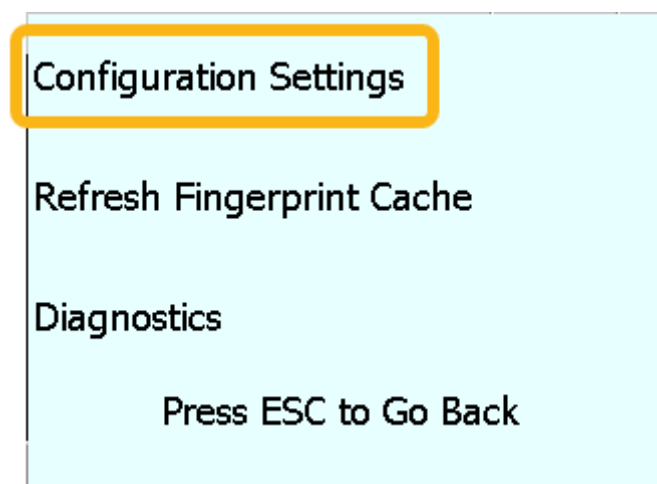 Configuration Settings
Refresh Fingerprint Cache
Diagnostics
Press ESC to Go Back